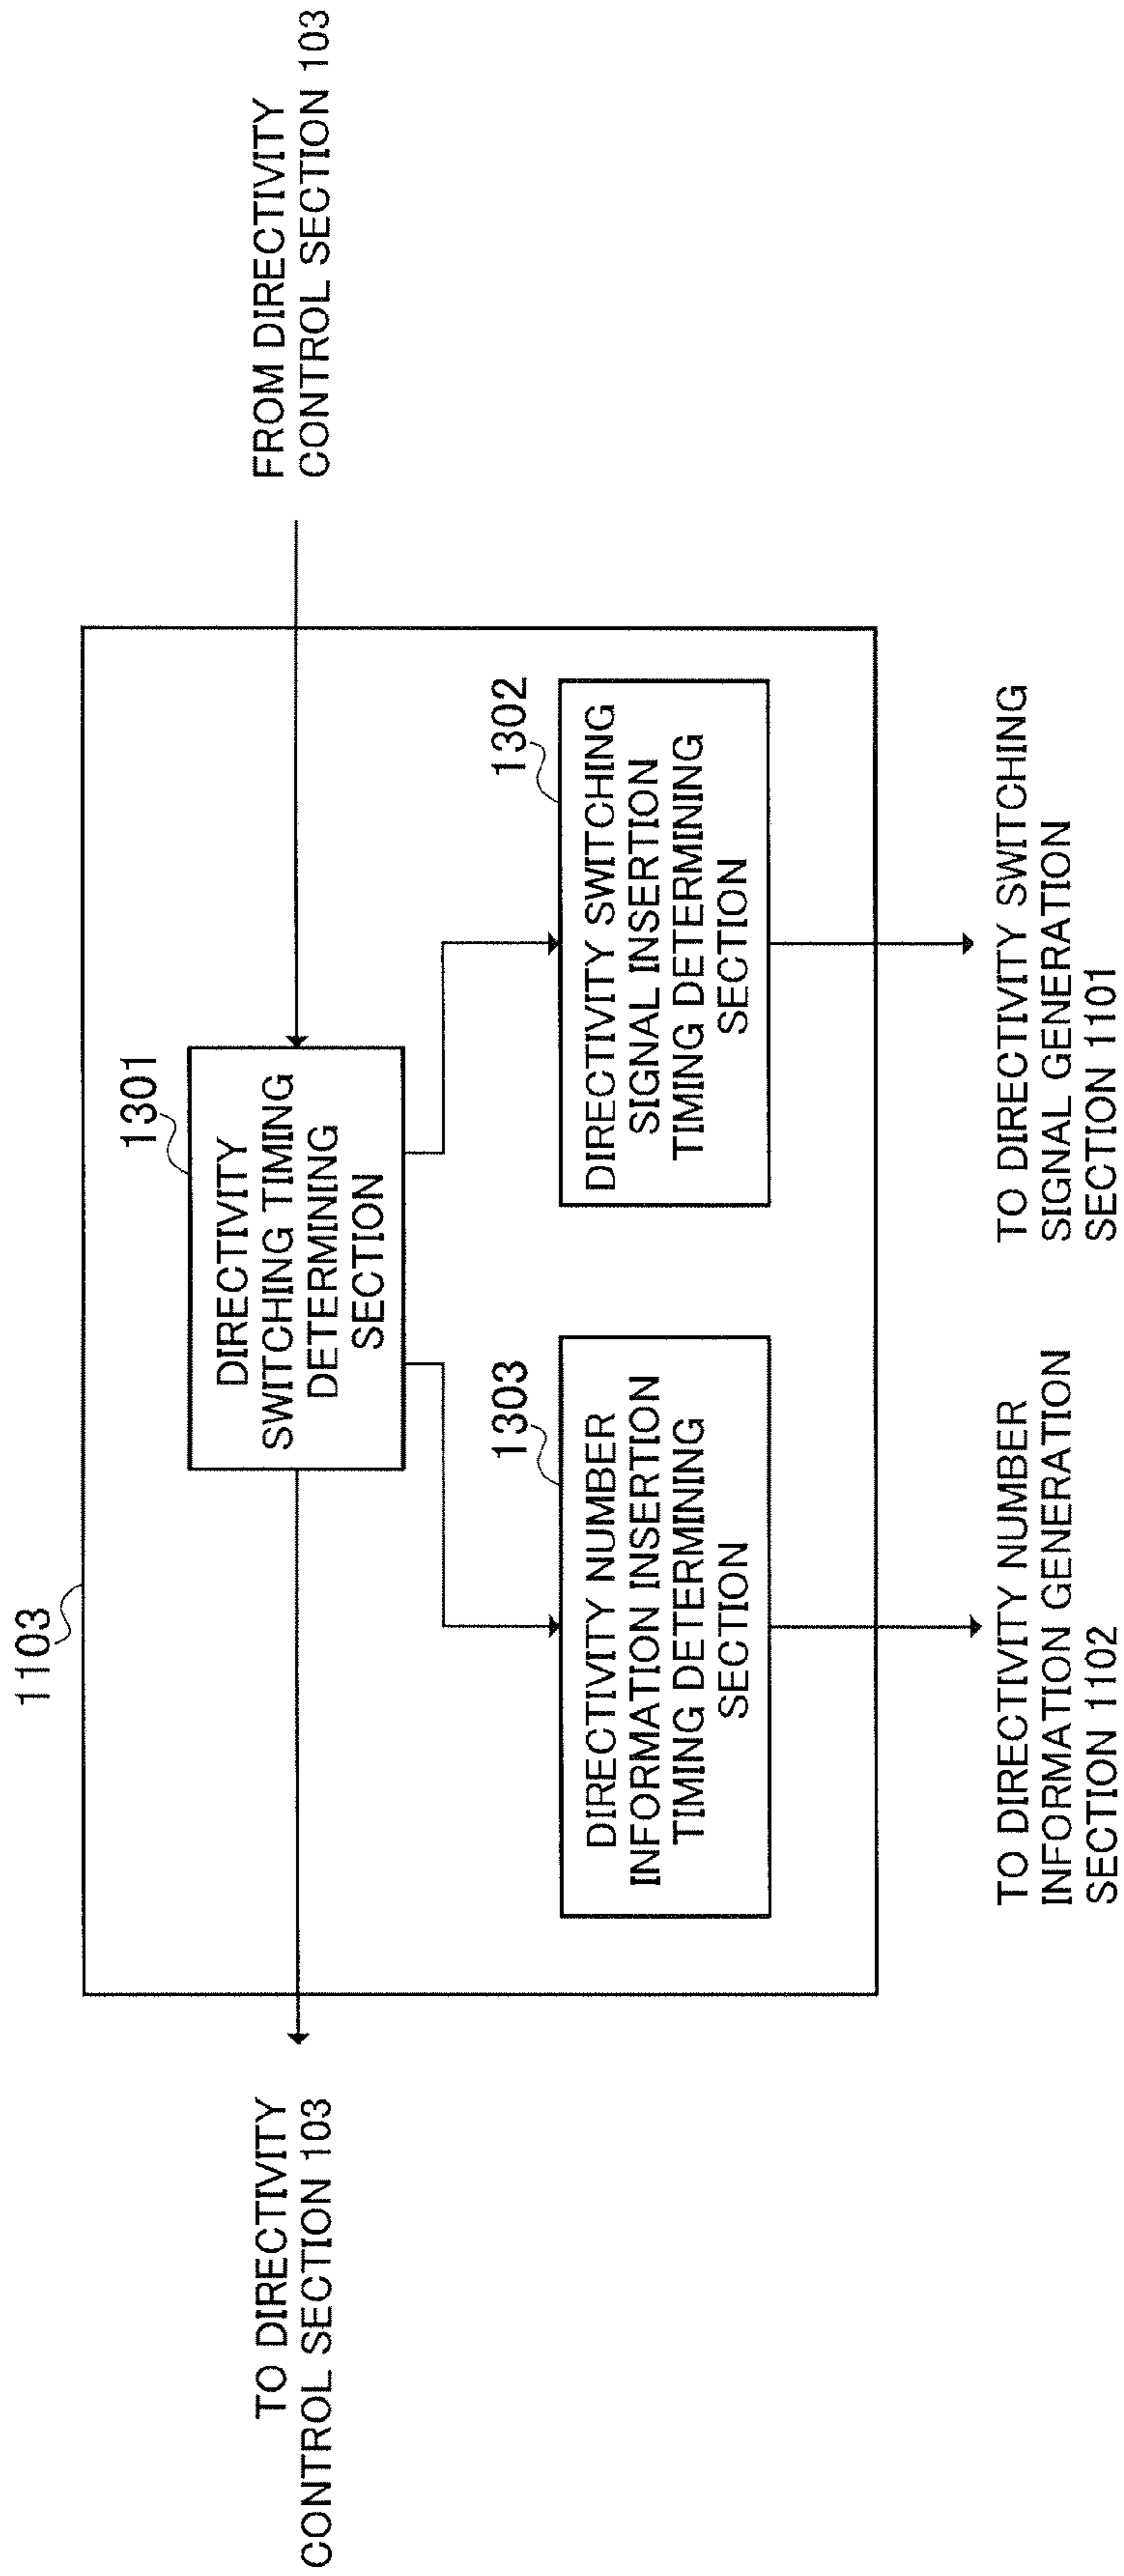 1103
TO DIRECTIVITY
CONTROL SECTION 103
1301
DIRECTIVITY
SWITCHING TIMING
DETERMINING
SECTION
FROM DIRECTIVITY
CONTROL SECTION 103
1303
DIRECTIVITY NUMBER
INFORMATION INSERTION
TIMING DETERMINING
SECTION
1302
DIRECTIVITY SWITCHING
SIGNAL INSERTION
TIMING DETERMINING
SECTION
TO DIRECTIVITY NUMBER
INFORMATION GENERATION
SECTION 1102
TO DIRECTIVITY SWITCHING
SIGNAL GENERATION
SECTION 1101